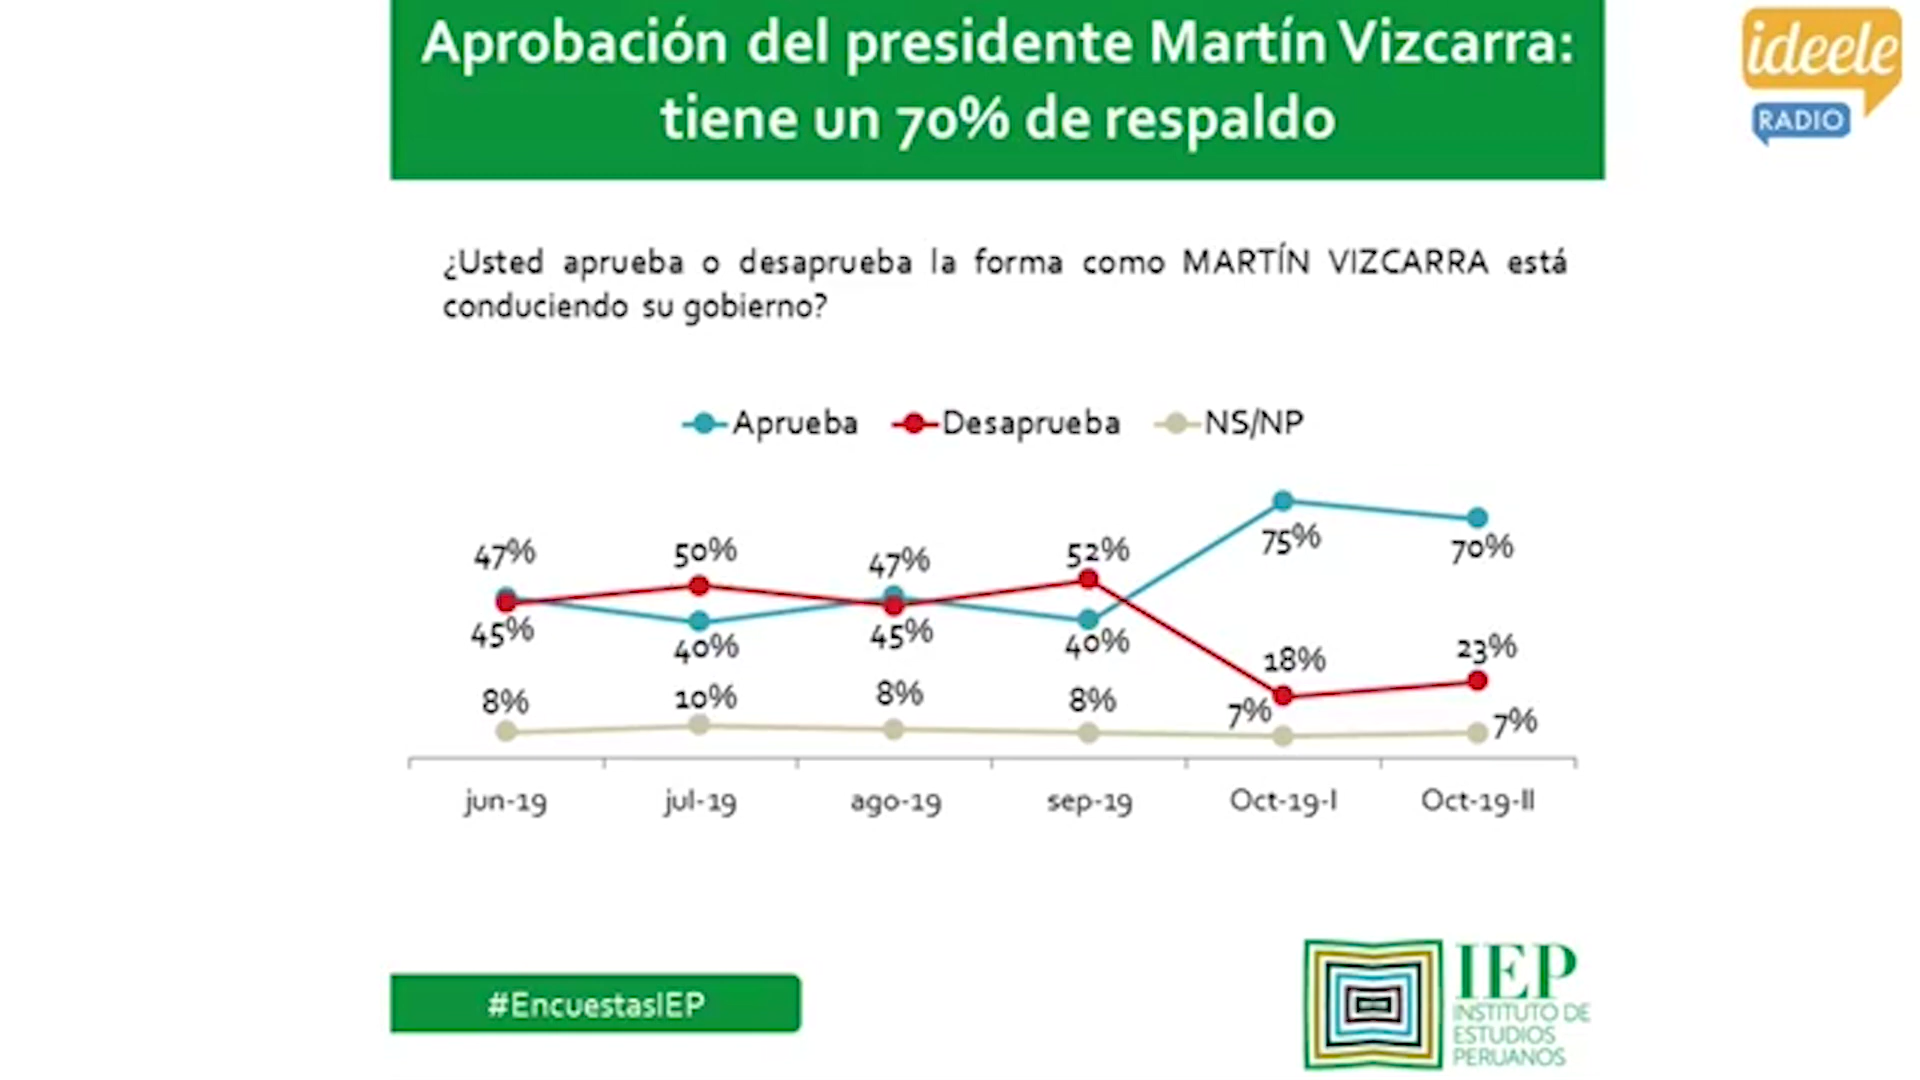 Aprobación del presidente Martín Vizcarra:
tiene un 70% de respaldo
ideele
RADIO
¿Usted aprueba o desaprueba la forma como MARTÍN VIZCARRA está
conduciendo su gobierno?
Aprueba Desaprueba NS/NP
75%
70%
47% 50% 47% 52%
45% 40% 45% 40% 18% 23%
8% 10% 8% 8% 7% 7%
jun-19 jul-19 ago-19 sep-19 Oct-19-I Oct-19-II
#EncuestasIEP
IEP
INSTITUTO DE
ESTUDIOS
PERUANOS